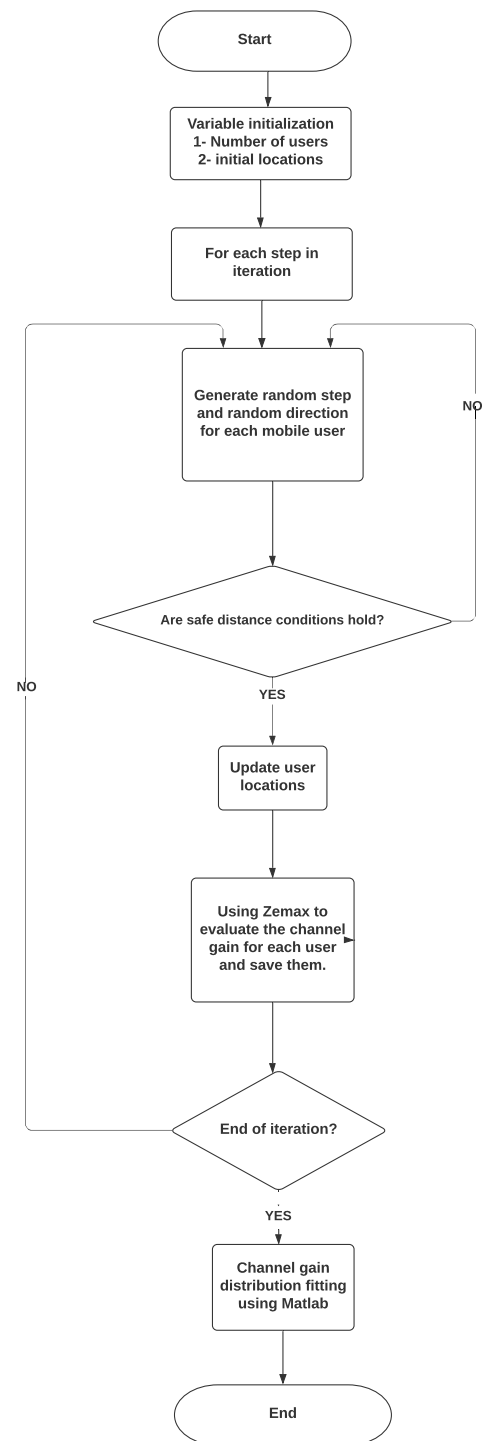 Start
Variable initialization
1- Number of users
2- initial locations
For each step in
iteration
Generate random step
and random direction
for each mobile user
NO
Are safe distance conditions hold?
NO
YES
Update user
locations
Using Zemax to
evaluate the channel
gain for each user
and save them.
End of iteration?
YES
Channel gain
distribution fitting
using Matlab
End